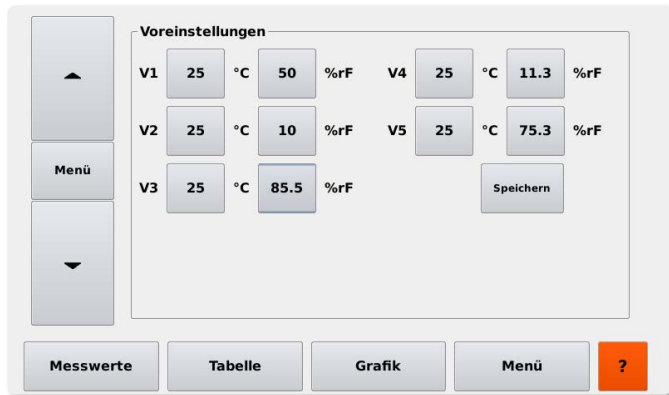 Voreinstellungen
V1 25 °C 50 %rF V4 25 °C 11.3 %rF
V2 25 °C 10 %rF V5 25 °C 75.3 %rF
Menü
V3 25 °C 85.5 %rF Speichern
Messwerte Tabelle Grafik Menü ?